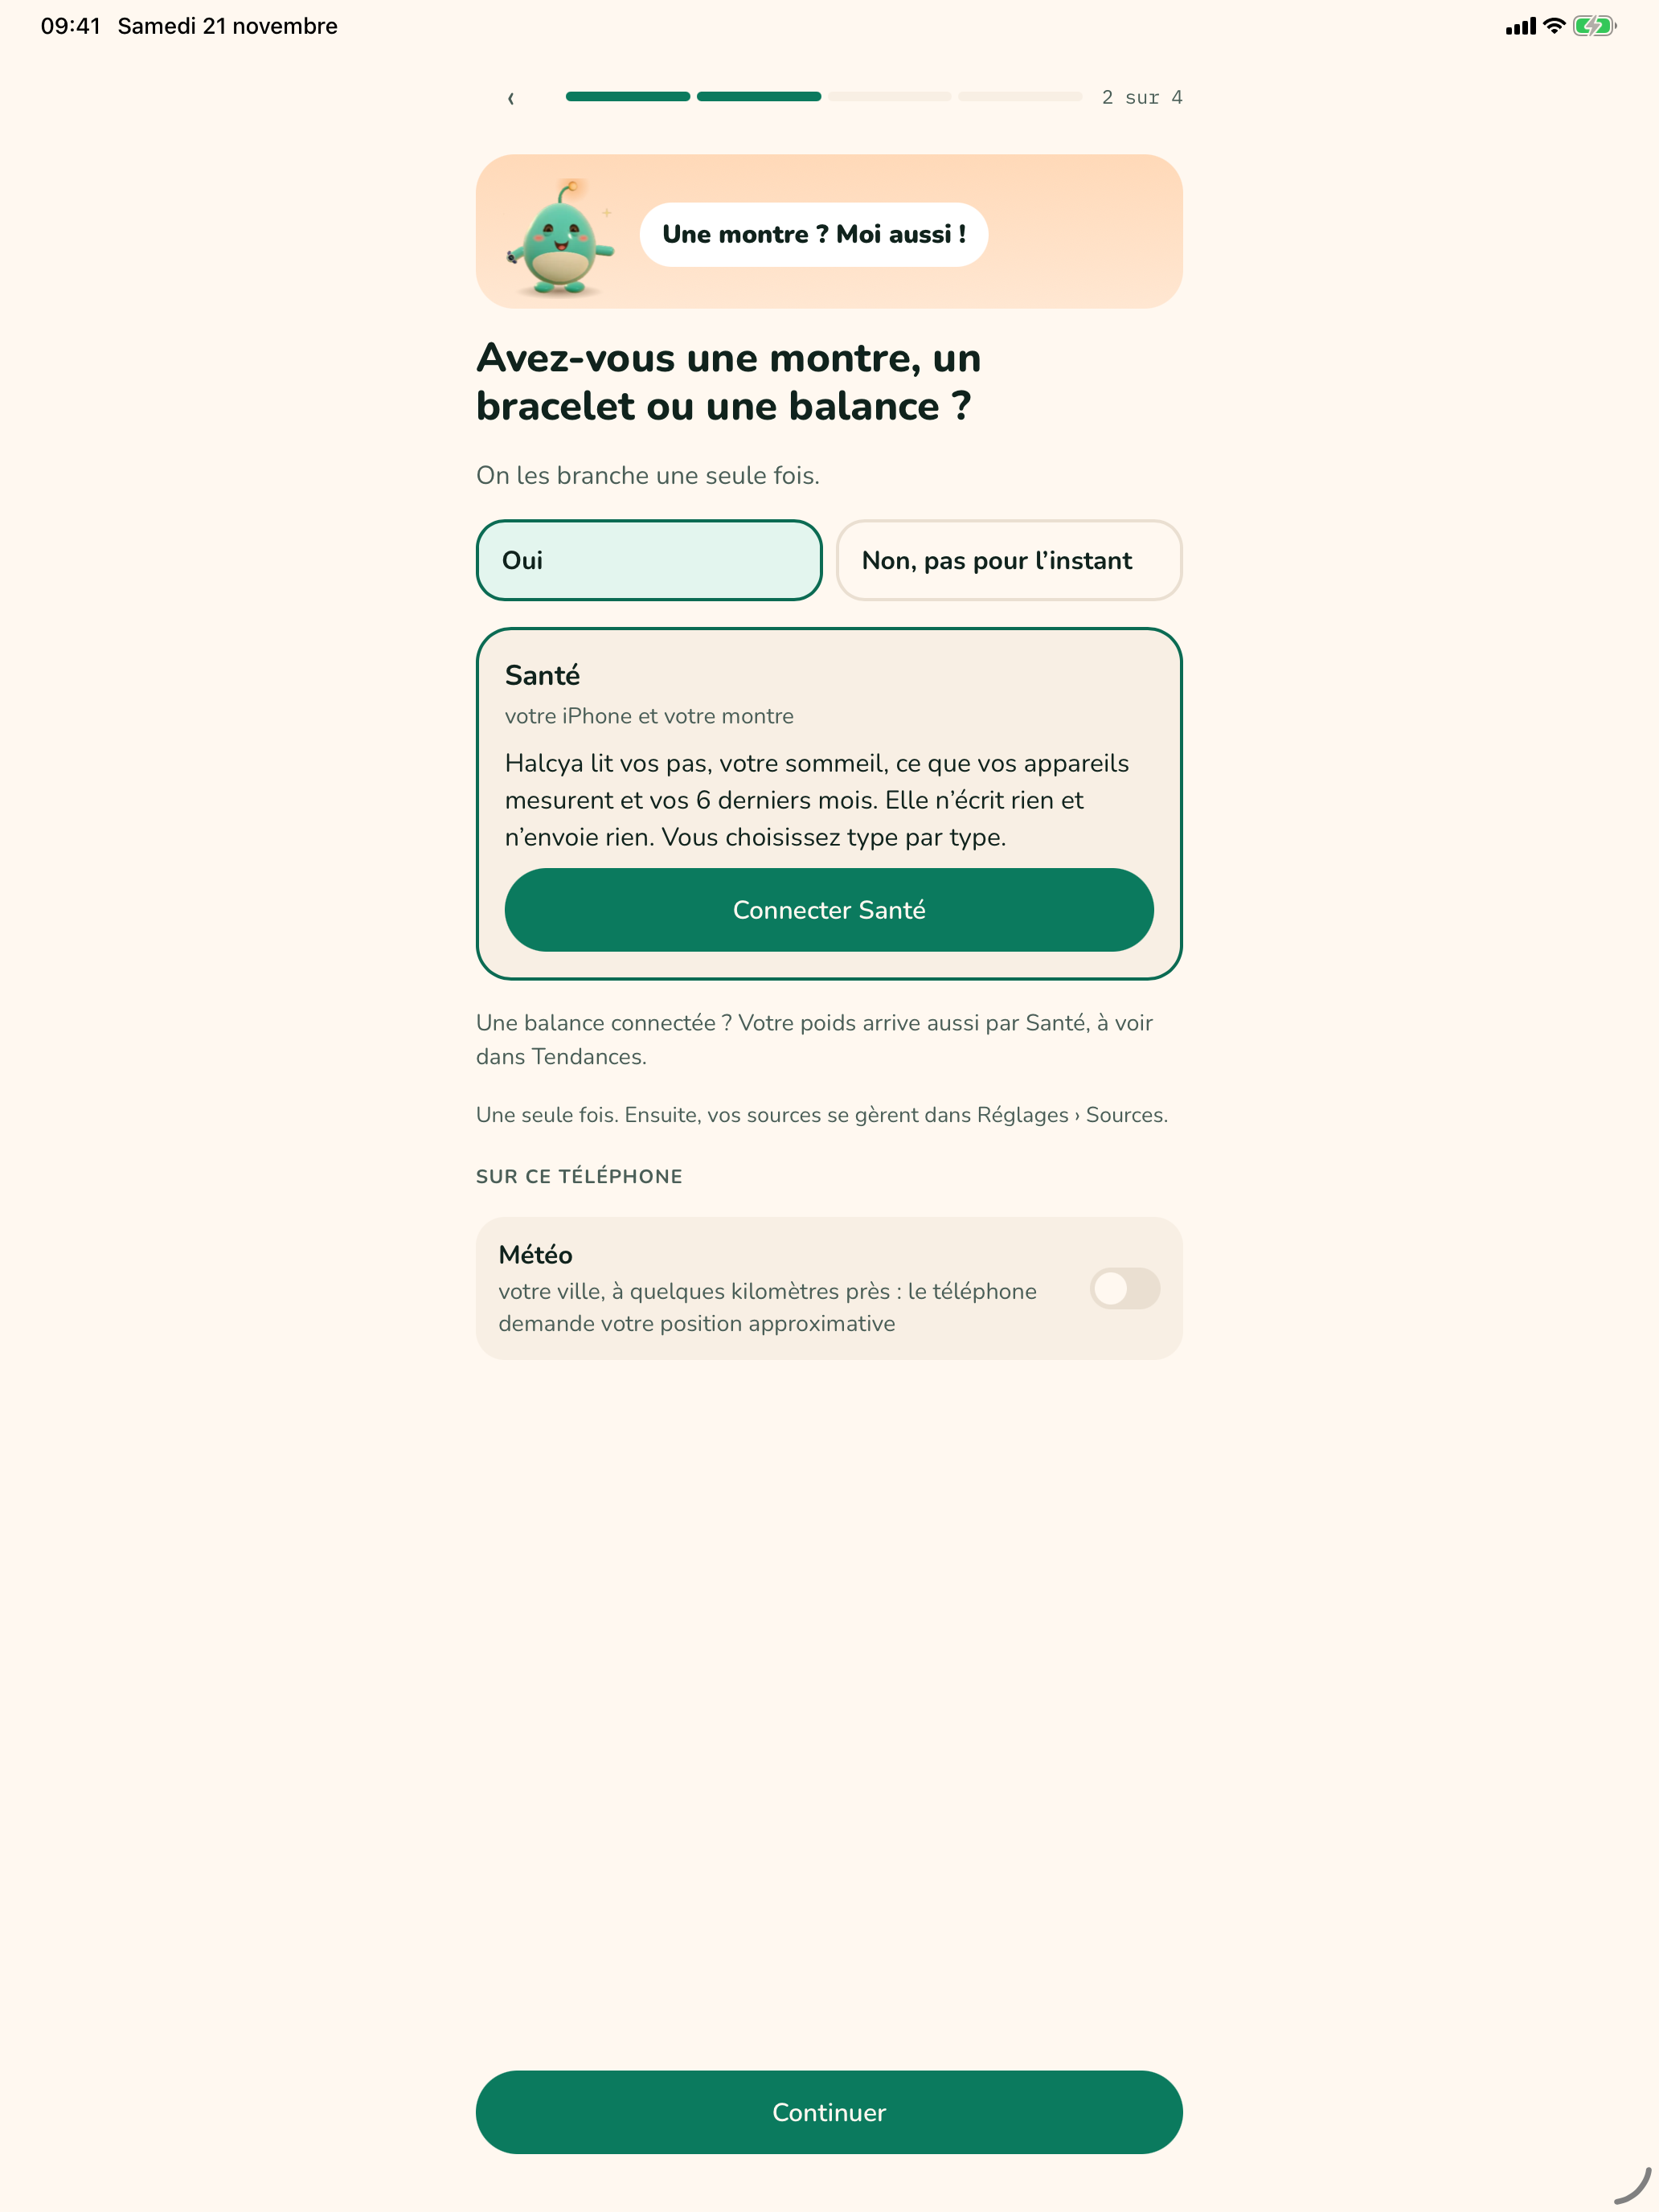 09:41 Samedi 21 novembre
2 sur 4
Une montre ? Moi aussi !
Avez-vous une montre, un
bracelet ou une balance ?
On les branche une seule fois.
Oui
Non, pas pour l’instant
Santé
votre iPhone et votre montre
Halcya lit vos pas, votre sommeil, ce que vos appareils
mesurent et vos 6 derniers mois. Elle n’écrit rien et
n’envoie rien. Vous choisissez type par type.
Connecter Santé
Une balance connectée ? Votre poids arrive aussi par Santé, à voir
dans Tendances.
Une seule fois. Ensuite, vos sources se gèrent dans Réglages › Sources.
SUR CE TÉLÉPHONE
Météo
votre ville, à quelques kilomètres près : le téléphone
demande votre position approximative
Continuer